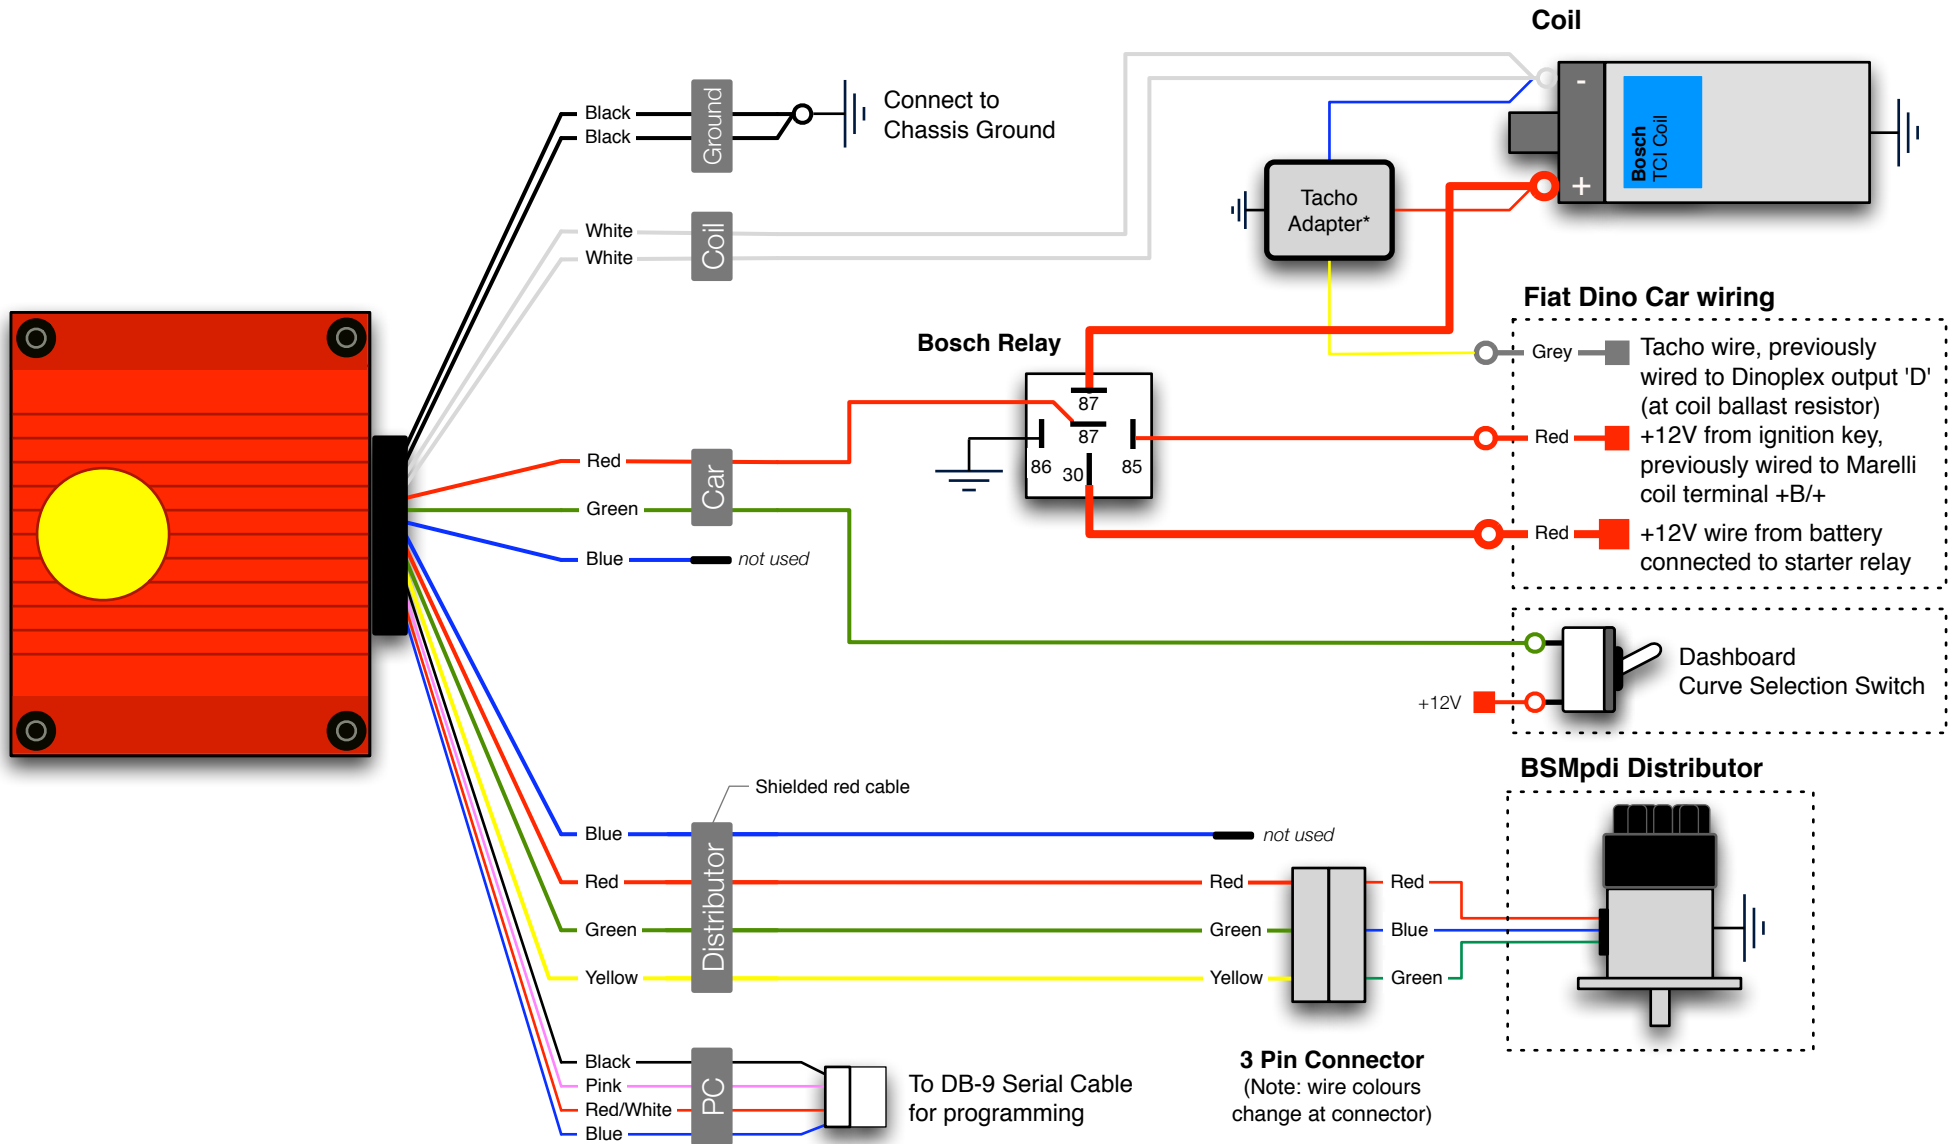 Coil
Black
Black
Ground
Connect to
Chassis Ground
-
+
Bosch
TCI Coil
White
White
Coil
Tacho
Adapter*
Fiat Dino Car wiring
Bosch Relay
Grey
Tacho wire, previously
wired to Dinoplex output 'D'
(at coil ballast resistor)
87
87
86
30
85
Red
+12V from ignition key,
previously wired to Marelli
coil terminal +B/+
Red
+12V wire from battery
connected to starter relay
Red
Green
Car
Blue
not used
Dashboard
Curve Selection Switch
+12V
BSMpdi Distributor
Shielded red cable
Distributor
Blue
not used
Red
Red
Red
Green
Green
Blue
Yellow
Yellow
Green
Black
Pink
Red/White
Blue
PC
To DB-9 Serial Cable
for programming
3 Pin Connector
(Note: wire colours
change at connector)